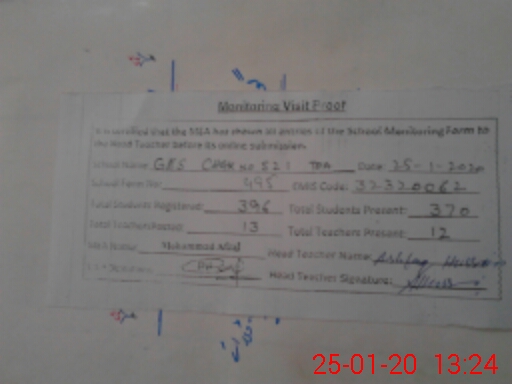 Monitoring Visit Proof
It is certified that the MEA has shown all entries of the School Monitoring Form to
the Head Teacher before its online submission.
School Name: GES CHAK NO 521 TDA Date: 25-1-2020
School Form No: 495 EMIS Code: 32320062
Total Students Registered: 396 Total Students Present: 370
Total Teachers Posted: 13 Total Teachers Present: 12
MEA Name: Muhammad Head Teacher Name: Ashfaq Hussain
Head Teacher Signature:
25-01-20 13:24